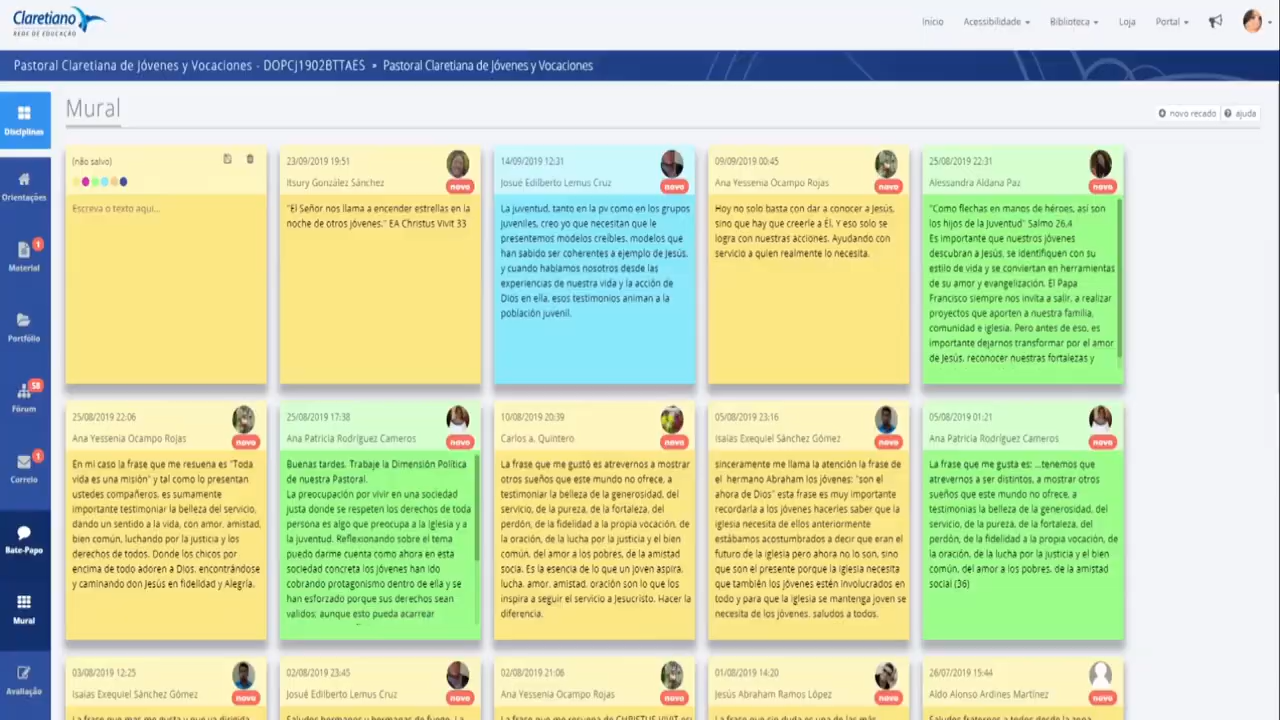 Claretiano
REDE DE EDUCAÇÃO
Início
Acessibilidade
Biblioteca
Loja
Portal
Pastoral Claretiana de Jóvenes y Vocaciones - DOPCJ1902BTTAES • Pastoral Claretiana de Jóvenes y Vocaciones
Disciplinas
Orientações
1
Material
Portfólio
58
Fórum
1
Correio
Bate-Papo
Mural
Avaliação
Mural
novo recado
ajuda
(não salvo)
Escreva o texto aqui...
23/09/2019 19:51
Itsury González Sánchez
novo
"El Señor nos llama a encender estrellas en la
noche de otros jóvenes." EA Christus Vivit 33
14/09/2019 12:31
Josué Edilberto Lemus Cruz
novo
La juventud, tanto en la pv como en los grupos
juveniles, creo yo que necesitan que le
presentemos modelos creíbles, modelos que
han sabido ser coherentes a ejemplo de Jesús,
y cuando hablamos nosotros desde las
experiencias de nuestra vida y la acción de
Dios en ella, esos testimonios animan a la
población juvenil.
09/09/2019 00:45
Ana Yessenia Ocampo Rojas
novo
Hoy no solo basta con dar a conocer a Jesús,
sino que hay que creerle a Él. Y eso solo se
logra con nuestras acciones. Ayudando con
servicio a quien realmente lo necesita.
25/08/2019 22:31
Alessandra Aldana Paz
novo
"Como flechas en manos de héroes, así son
los hijos de la Juventud" Salmo 26,4
Es importante que nuestros jóvenes
descubran a Jesús, se identifiquen con su
estilo de vida y se conviertan en herramientas
de su amor y evangelización. El Papa
Francisco siempre nos invita a salir, a realizar
proyectos que aporten a nuestra familia,
comunidad e iglesia. Pero antes de eso, es
importante dejarnos transformar por el amor
de Jesús, reconocer nuestras fortalezas y
25/08/2019 22:06
Ana Yessenia Ocampo Rojas
novo
En mi caso la frase que me resuena es "Toda
vida es una misión" y tal como lo presentan
ustedes compañeros, es sumamente
importante testimoniar la belleza del servicio,
dando un sentido a la vida, con amor, amistad,
bien común, luchando por la justicia y los
derechos de todos. Donde los chicos por
encima de todo adoren a Dios, encontrándose
y caminando don Jesús en fidelidad y Alegría.
25/08/2019 17:38
Ana Patricia Rodríguez Cameros
novo
Buenas tardes. Trabaje la Dimensión Política
de nuestra Pastoral.
La preocupación por vivir en una sociedad
justa donde se respeten los derechos de toda
persona es algo que preocupa a la iglesia y a
la juventud. Reflexionando sobre el tema
puedo darme cuenta como ahora en esta
sociedad concreta los jóvenes han ido
cobrando protagonismo dentro de ella y se
han esforzado porque sus derechos sean
validos; aunque esto pueda acarrear
10/08/2019 20:39
Carlos a. Quintero
novo
La frase que me gustó es atrevernos a mostrar
otros sueños que este mundo no ofrece, a
testimoniar la belleza de la generosidad, del
servicio, de la pureza, de la fortaleza, del
perdón, de la fidelidad a la propia vocación, de
la oración, de la lucha por la justicia y el bien
común, del amor a los pobres, de la amistad
social. Es la esencia de lo que un joven aspira,
lucha, amor, amistad, oración son lo que los
inspira a seguir el servicio a Jesucristo. Hacer la
diferencia.
05/08/2019 23:16
Isaías Exequiel Sánchez Gómez
novo
sinceramente me llama la atención la frase de
el hermano Abraham los jóvenes: "son el
ahora de Dios" esta frase es muy importante
recordarla a los jóvenes hacerles saber que la
iglesia necesita de ellos anteriormente
estábamos acostumbrados a decir que eran el
futuro de la iglesia pero ahora no lo son, sino
que son el presente porque la iglesia necesita
que también los jóvenes estén involucrados en
todo y para que la iglesia se mantenga joven se
necesita de los jóvenes. saludos a todos.
05/08/2019 01:21
Ana Patricia Rodríguez Cameros
novo
La frase que me gusta es: ...tenemos que
atrevernos a ser distintos, a mostrar otros
sueños que este mundo no ofrece, a
testimonias la belleza de la generosidad, del
servicio, de la pureza, de la fortaleza, del
perdón, de la fidelidad a la propia vocación, de
la oración, de la lucha por la justicia y el bien
común, del amor a los pobres, de la amistad
social (36)
03/08/2019 12:25
Isaías Exequiel Sánchez Gómez
novo
02/08/2019 23:45
Josué Edilberto Lemus Cruz
novo
02/08/2019 21:06
Ana Yessenia Ocampo Rojas
novo
01/08/2019 14:20
Jesús Abraham Ramos López
novo
26/07/2019 15:44
Aldo Alonso Ardines Martínez
novo